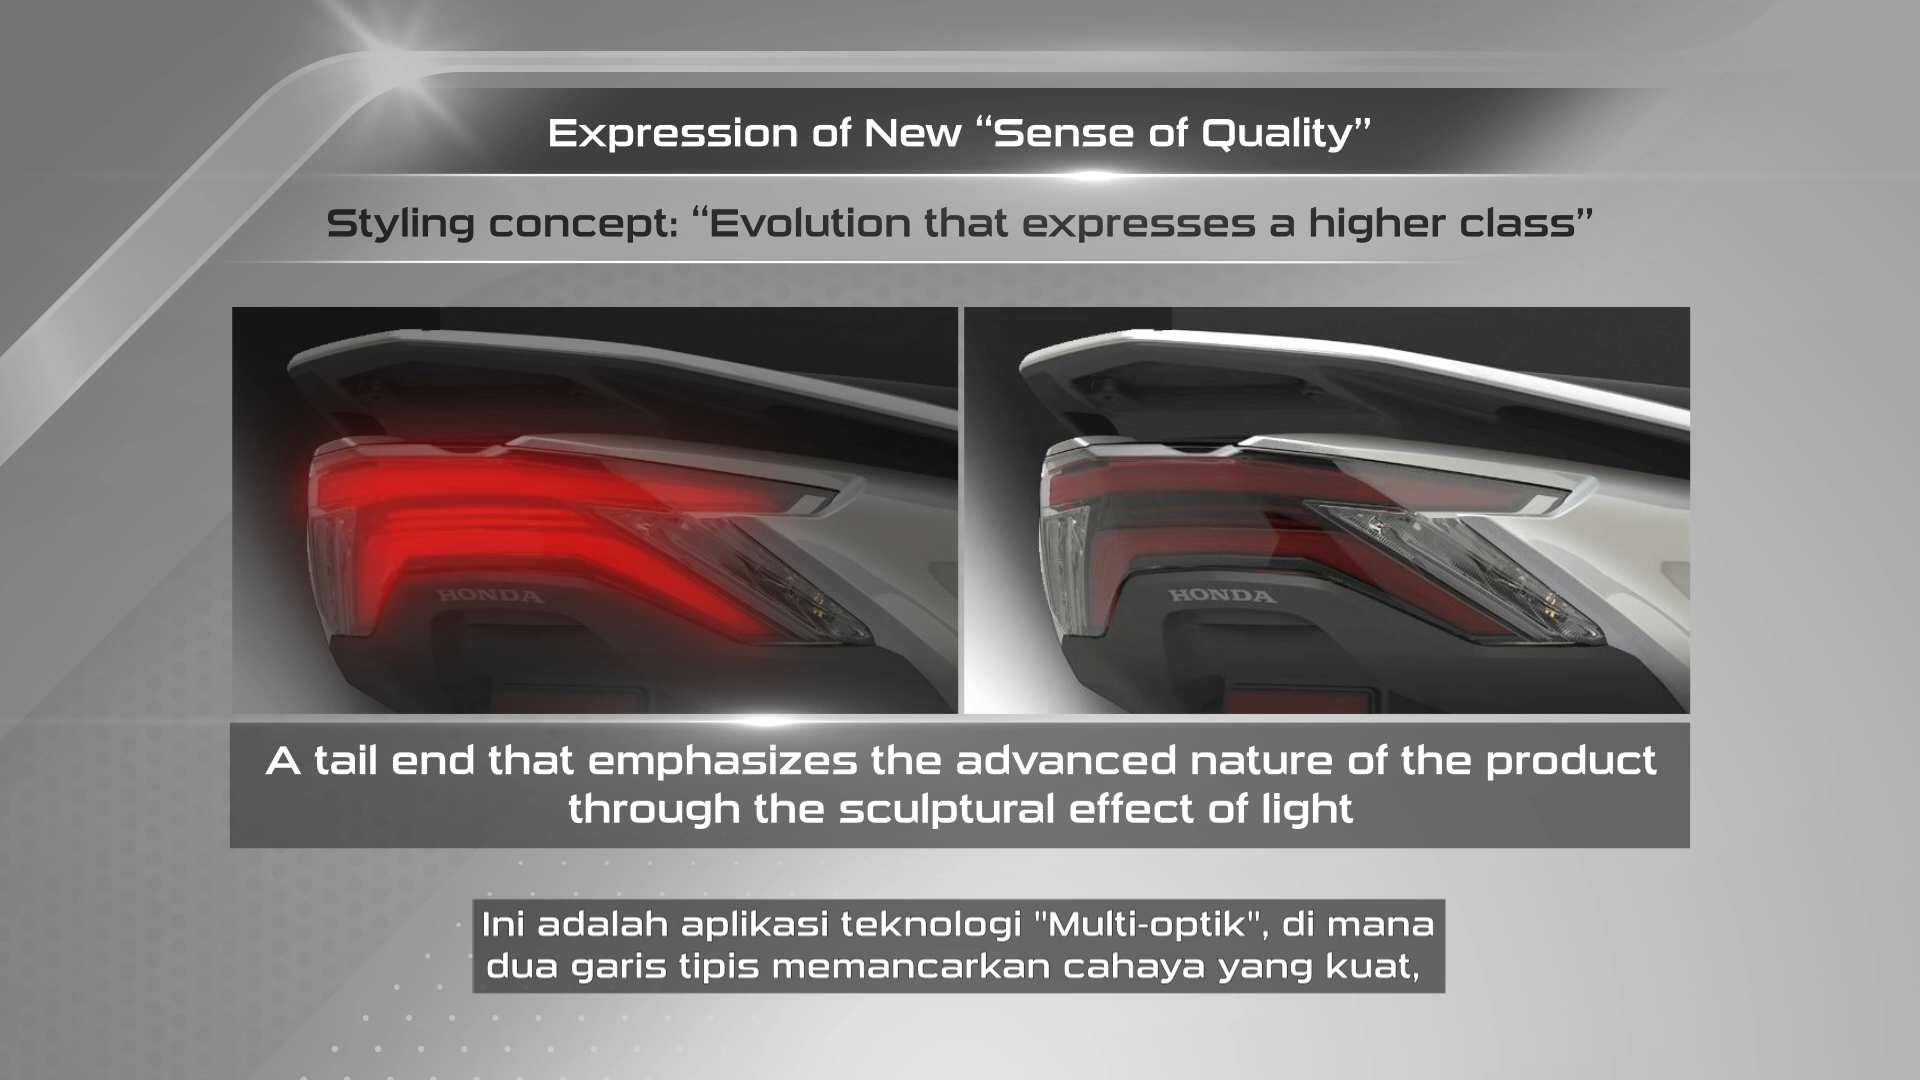 Expression of New “Sense of Quality”
Styling concept: “Evolution that expresses a higher class”
HONDA
HONDA
A tail end that emphasizes the advanced nature of the product
through the sculptural effect of light
Ini adalah aplikasi teknologi "Multi-optik", di mana
dua garis tipis memancarkan cahaya yang kuat,